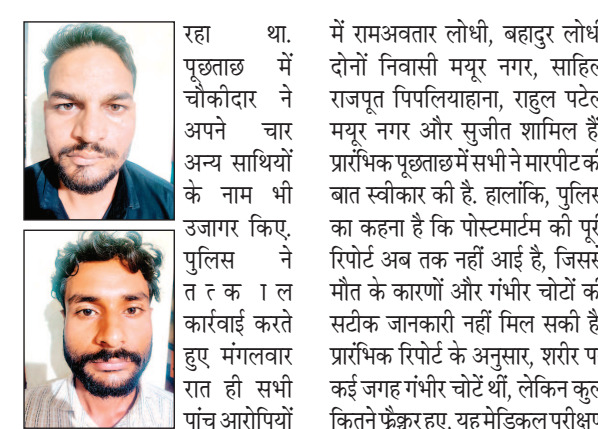 रहा था.
पूछताछ में
चौकीदार ने
अपने चार
अन्य साथियों
के नाम भी
उजागर किए.
पुलिस ने
तत्काल
कार्रवाई करते
हुए मंगलवार
रात ही सभी
पांच आरोपियों
में रामअवतार लोधी, बहादुर लोधी
दोनों निवासी मयूर नगर, साहिल
राजपूत पिपलियाहाना, राहुल पटेल
मयूर नगर और सुजीत शामिल हैं
प्रारंभिक पूछताछ में सभी ने मारपीट की
बात स्वीकार की है. हालांकि, पुलिस
का कहना है कि पोस्टमार्टम की पूरी
रिपोर्ट अब तक नहीं आई है, जिससे
मौत के कारणों और गंभीर चोटों की
सटीक जानकारी नहीं मिल सकी है
प्रारंभिक रिपोर्ट के अनुसार, शरीर प
कई जगह गंभीर चोटें थीं, लेकिन कुल
कितने फ्रैक्चर हुए, यह मेडिकल परीक्षण